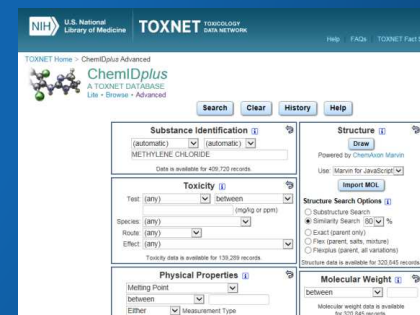 NIH U.S. National Library of Medicine TOXNET TOXICOLOGY DATA NETWORK
Help FAQs TOXNET Fact S
TOXNET Home > ChemIDplus Advanced
ChemIDplus
A TOXNET DATABASE
Lite • Browse • Advanced
Search Clear History Help
Substance Identification i
(automatic) (automatic)
METHYLENE CHLORIDE
Data is available for 409,720 records.
Toxicity i
Test: (any) between
(mg/kg or ppm)
Species: (any)
Route: (any)
Effect: (any)
Toxicity data is available for 139,289 records.
Physical Properties i
Melting Point
between
Either Measurement Type
Structure i
Draw
Powered by ChemAxon Marvin
Use Marvin for JavaScript
Import MOL
Structure Search Options i
Substructure Search
Similarity Search 80 %
Exact (parent only)
Flex (parent, salts, mixture)
Flexplus (parent, all variations)
Structure data is available for 320,845 records.
Molecular Weight i
between
Molecular weight data is available
for 320,845 records.